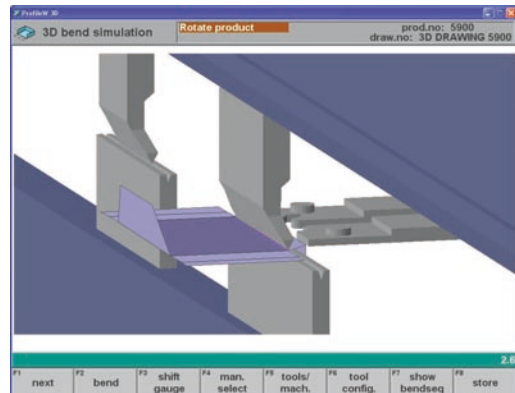 ProfileW 3D
3D bend simulation
Rotate product
prod.no: 5900
draw.no: 3D DRAWING 5900
2.6
F1 next
F2 bend
F3 shift gauge
F4 man. select
F5 tools/ mach.
F6 tool config.
F7 show bendseq
F8 store